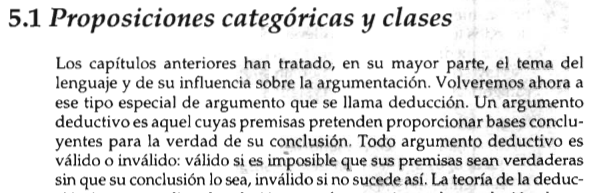 5.1 Proposiciones categóricas y clases
Los capítulos anteriores han tratado, en su mayor parte, el tema del
lenguaje y de su influencia sobre la argumentación. Volveremos ahora a
ese tipo especial de argumento que se llama deducción. Un argumento
deductivo es aquel cuyas premisas pretenden proporcionar bases conclu-
yentes para la verdad de su conclusión. Todo argumento deductivo es
válido o inválido: válido si es imposible que sus premisas sean verdaderas
sin que su conclusión lo sea, inválido si no sucede así. La teoría de la deduc-